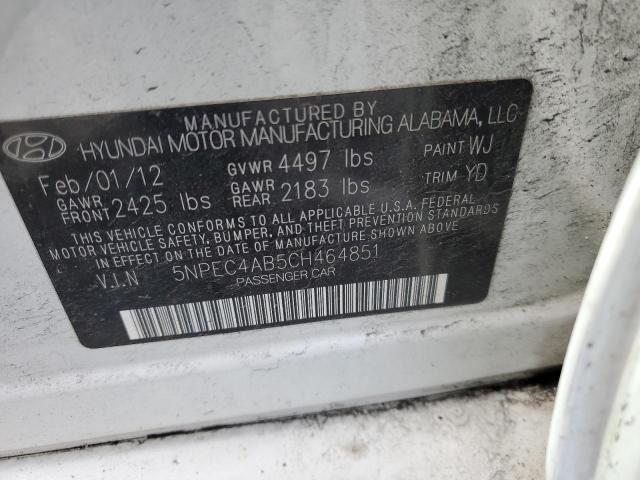 MANUFACTURED BY
HYUNDAI MOTOR MANUFACTURING ALABAMA, LLC
Feb/01/12 GVWR 4497 lbs PAINT WJ
GAWR FRONT 2425 lbs GAWR REAR 2183 lbs TRIM YD
THIS VEHICLE CONFORMS TO ALL APPLICABLE U.S.A. FEDERAL
MOTOR VEHICLE SAFETY, BUMPER, AND THEFT PREVENTION STANDARDS
IN EFFECT ON THE DATE OF MANUFACTURE SHOWN ABOVE
V.I.N 5NPEC4AB5CH464851
PASSENGER CAR